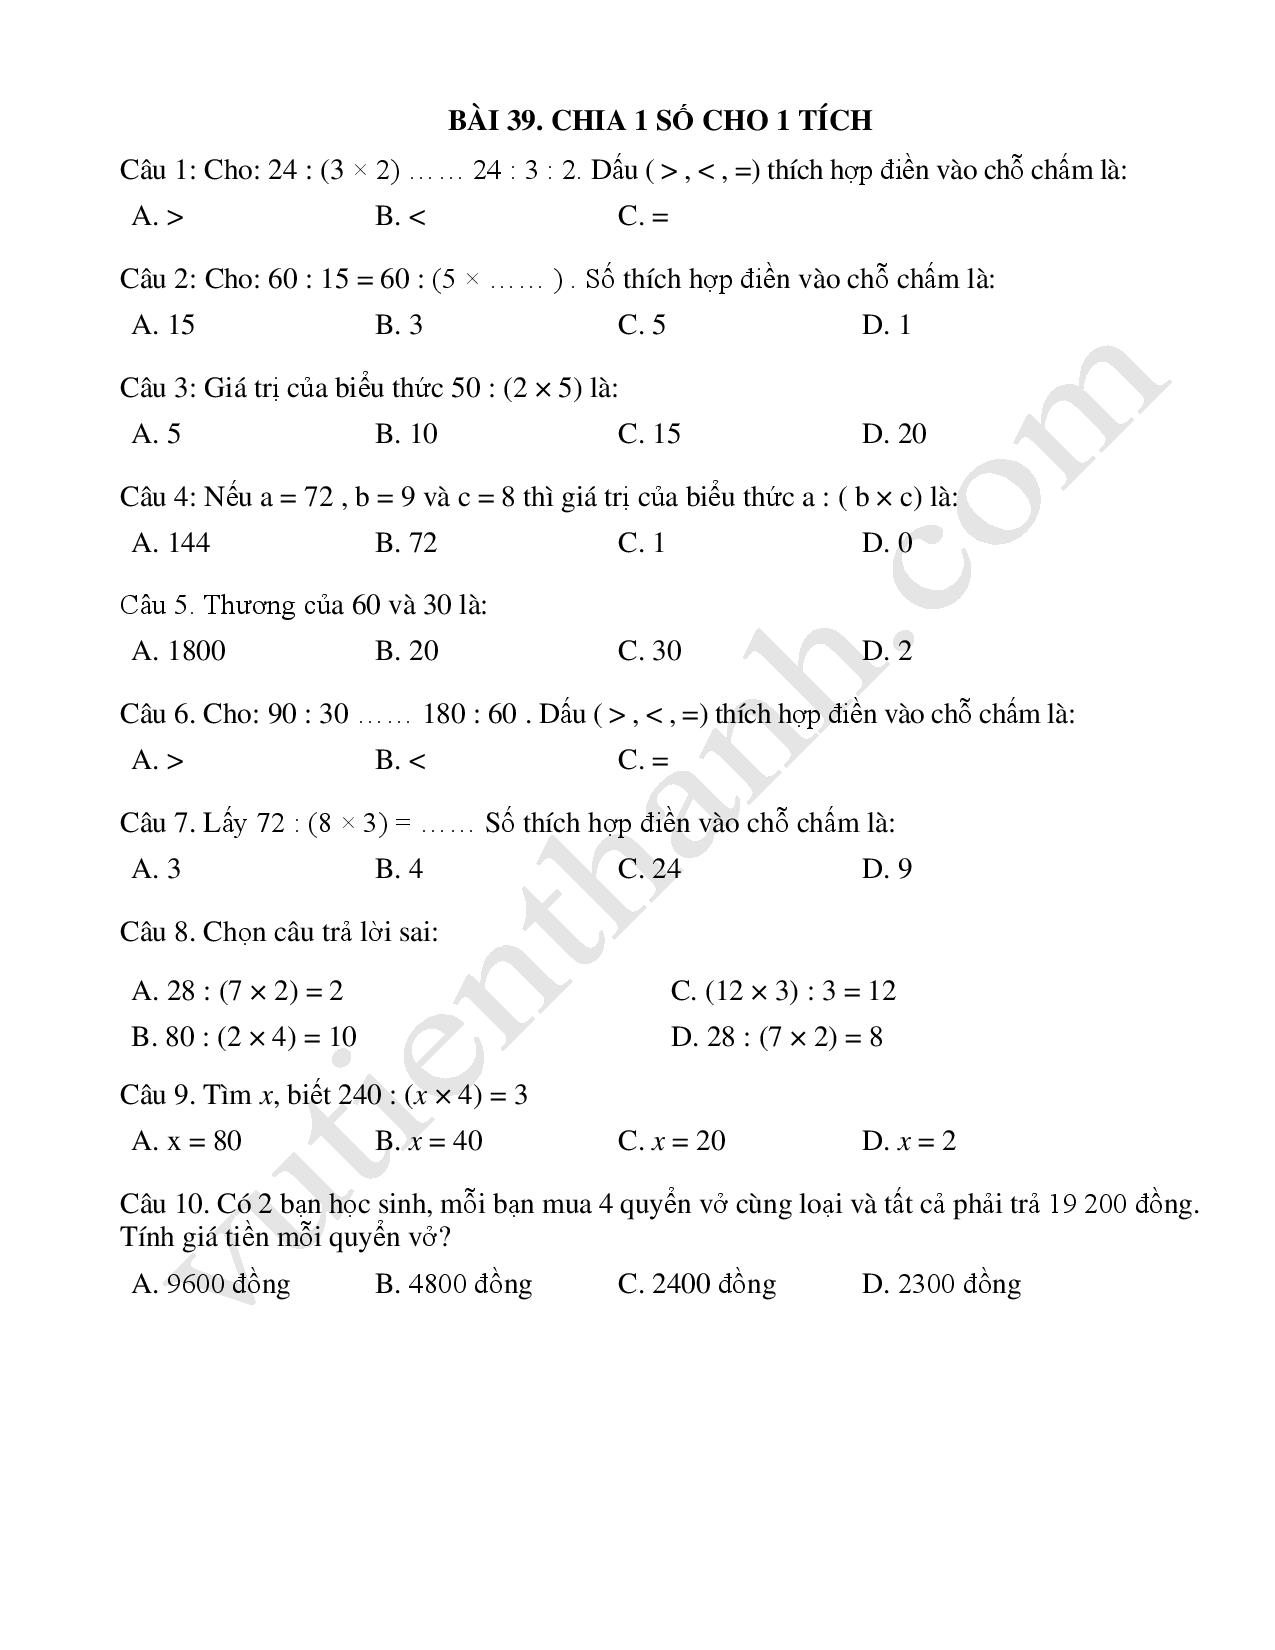 BÀI 39. CHIA 1 SỐ CHO 1 TÍCH
Câu 1: Cho: 24 : (3 × 2) …… 24 : 3 : 2. Dấu ( > , < , =) thích hợp điền vào chỗ chấm là:
A. > B. < C. =
Câu 2: Cho: 60 : 15 = 60 : (5 × …… ) . Số thích hợp điền vào chỗ chấm là:
A. 15 B. 3 C. 5 D. 1
Câu 3: Giá trị của biểu thức 50 : (2 × 5) là:
A. 5 B. 10 C. 15 D. 20
Câu 4: Nếu a = 72 , b = 9 và c = 8 thì giá trị của biểu thức a : ( b × c) là:
A. 144 B. 72 C. 1 D. 0
Câu 5. Thương của 60 và 30 là:
A. 1800 B. 20 C. 30 D. 2
Câu 6. Cho: 90 : 30 …… 180 : 60 . Dấu ( > , < , =) thích hợp điền vào chỗ chấm là:
A. > B. < C. =
Câu 7. Lấy 72 : (8 × 3) = …… Số thích hợp điền vào chỗ chấm là:
A. 3 B. 4 C. 24 D. 9
Câu 8. Chọn câu trả lời sai:
A. 28 : (7 × 2) = 2 C. (12 × 3) : 3 = 12
B. 80 : (2 × 4) = 10 D. 28 : (7 × 2) = 8
Câu 9. Tìm x, biết 240 : (x × 4) = 3
A. x = 80 B. x = 40 C. x = 20 D. x = 2
Câu 10. Có 2 bạn học sinh, mỗi bạn mua 4 quyển vở cùng loại và tất cả phải trả 19 200 đồng.
Tính giá tiền mỗi quyển vở?
A. 9600 đồng B. 4800 đồng C. 2400 đồng D. 2300 đồng
vutienthanh.com